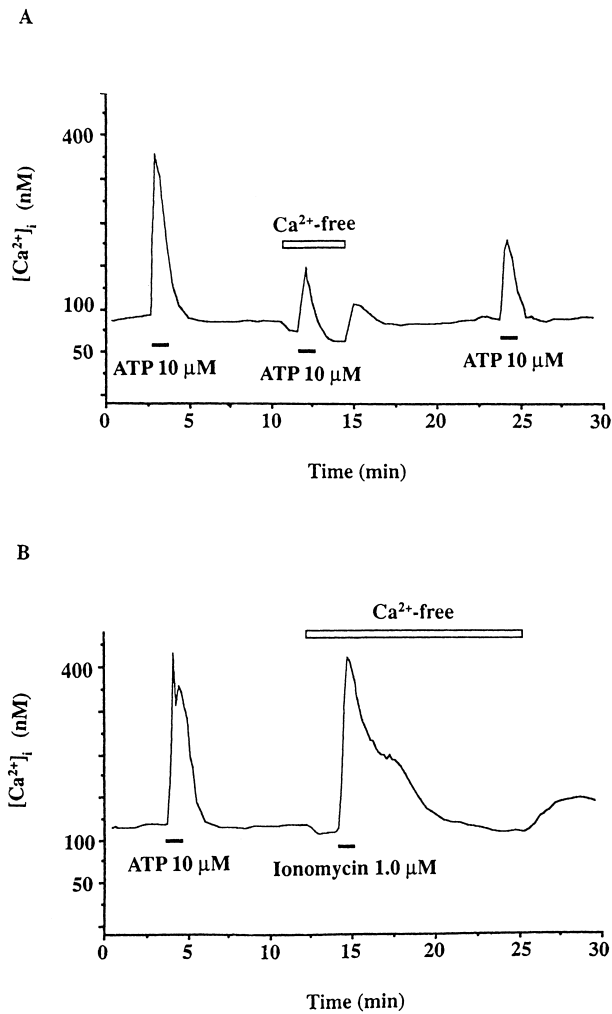 A
[Ca²⁺]ᵢ (nM)
400
100
50
Ca²⁺-free
ATP 10 μM
ATP 10 μM
ATP 10 μM
0 5 10 15 20 25 30
Time (min)
B
[Ca²⁺]ᵢ (nM)
400
100
50
Ca²⁺-free
ATP 10 μM
Ionomycin 1.0 μM
0 5 10 15 20 25 30
Time (min)